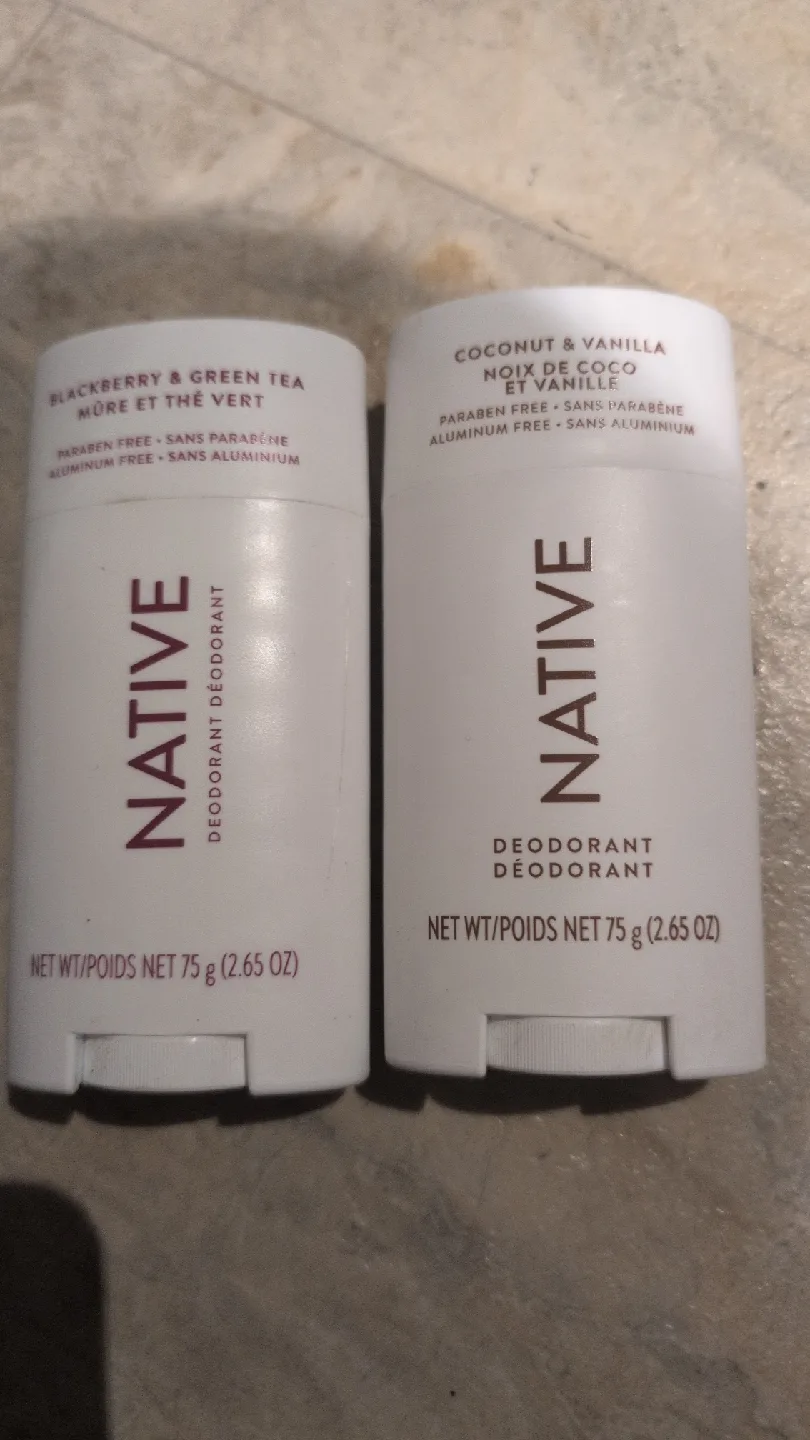 BLACKBERRY & GREEN TEA
MÛRE ET THÉ VERT
PARABEN FREE • SANS PARABÈNE
ALUMINUM FREE • SANS ALUMINIUM
NATIVE
DEODORANT DÉODORANT
NET WT/POIDS NET 75 g (2.65 OZ)
COCONUT & VANILLA
NOIX DE COCO
ET VANILLE
PARABEN FREE • SANS PARABÈNE
ALUMINUM FREE • SANS ALUMINIUM
NATIVE
DEODORANT
DÉODORANT
NET WT/POIDS NET 75 g (2.65 OZ)